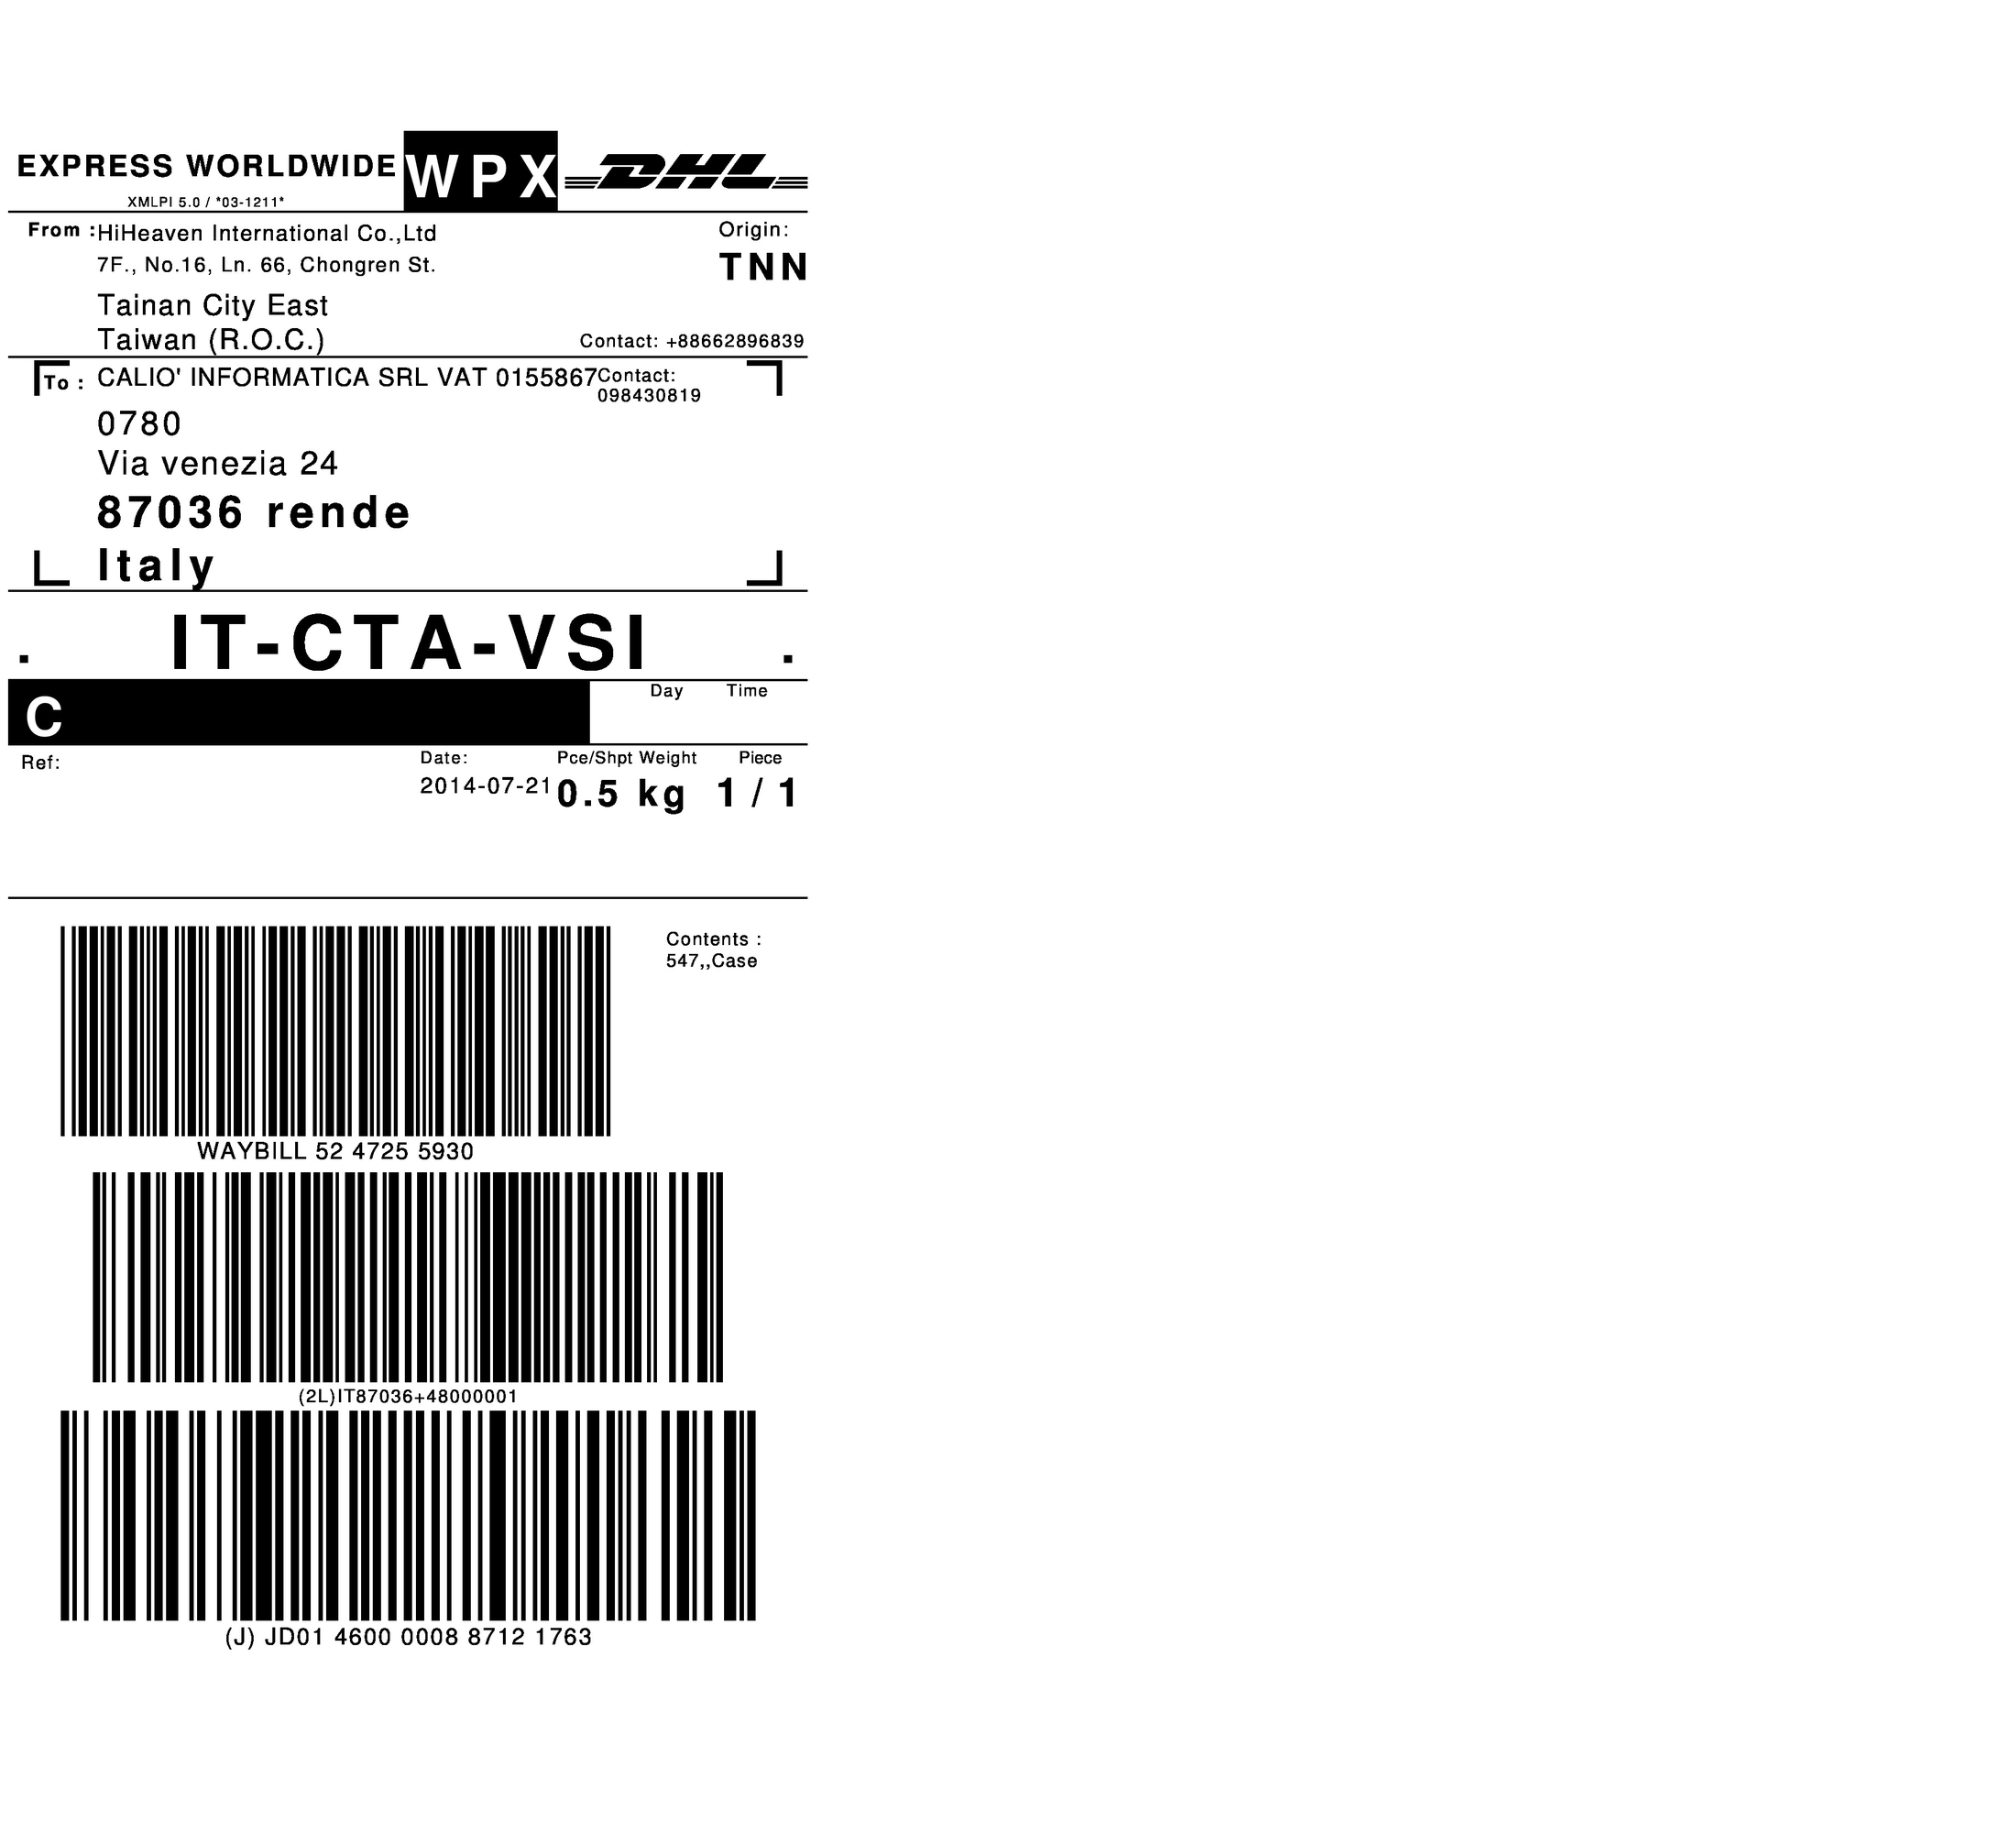 EXPRESS WORLDWIDE WPX DHL
XMLPI 5.0 / *03-1211*
From : HiHeaven International Co.,Ltd Origin:
7F., No.16, Ln. 66, Chongren St. TNN
Tainan City East
Taiwan (R.O.C.) Contact: +88662896839
To : CALIO' INFORMATICA SRL VAT 0155867 Contact:
098430819
0780
Via venezia 24
87036 rende
Italy
. IT-CTA-VSI .
C Day Time
Ref: Date: Pce/Shpt Weight Piece
2014-07-21 0.5 kg 1 / 1
Contents :
547,,Case
WAYBILL 52 4725 5930
(2L)IT87036+48000001
(J) JD01 4600 0008 8712 1763